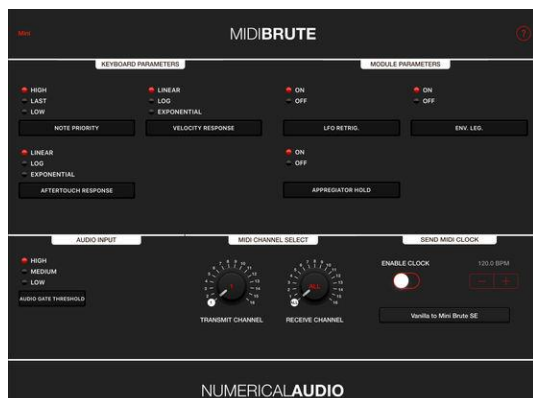 Mini
MIDIBRUTE
?
KEYBOARD PARAMETERS
MODULE PARAMETERS
HIGH
LAST
LOW
NOTE PRIORITY
LINEAR
LOG
EXPONENTIAL
VELOCITY RESPONSE
ON
OFF
LFO RETRIG.
ON
OFF
ENV. LEG.
LINEAR
LOG
EXPONENTIAL
AFTERTOUCH RESPONSE
ON
OFF
APPREGIATOR HOLD
AUDIO INPUT
MIDI CHANNEL SELECT
SEND MIDI CLOCK
HIGH
MEDIUM
LOW
AUDIO GATE THRESHOLD
1
TRANSMIT CHANNEL
ALL
RECEIVE CHANNEL
ENABLE CLOCK
120.0 BPM
Vanilla to Mini Brute SE
NUMERICALAUDIO